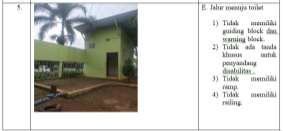 5.
E. Jalur menuju toilet
1) Tidak memiliki
guiding block dan
warning block.
2) Tidak ada tanda
khusus untuk
penyandang
disabilitas.
3) Tidak memiliki
ramp.
4) Tidak memiliki
reiling.